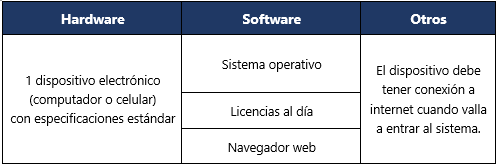 Hardware
Software
Otros
1 dispositivo electrónico
(computador o celular)
con especificaciones estándar
Sistema operativo
Licencias al día
Navegador web
El dispositivo debe
tener conexión a
internet cuando valla
a entrar al sistema.